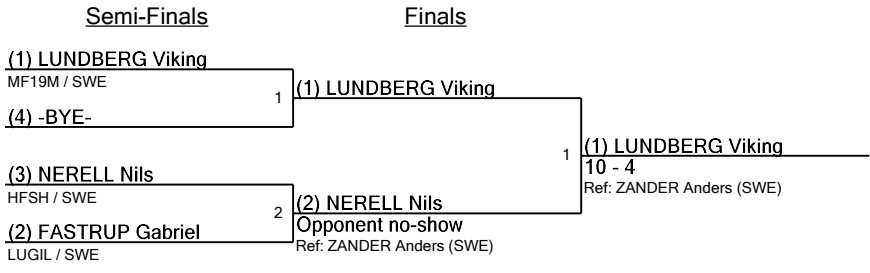 Semi-Finals Finals
(1) LUNDBERG Viking
MF19M / SWE
1 (1) LUNDBERG Viking
(4) -BYE-
1 (1) LUNDBERG Viking
10 - 4
Ref: ZANDER Anders (SWE)
(3) NERELL Nils
HFSH / SWE
2 (2) NERELL Nils
Opponent no-show
Ref: ZANDER Anders (SWE)
(2) FASTRUP Gabriel
LUGIL / SWE